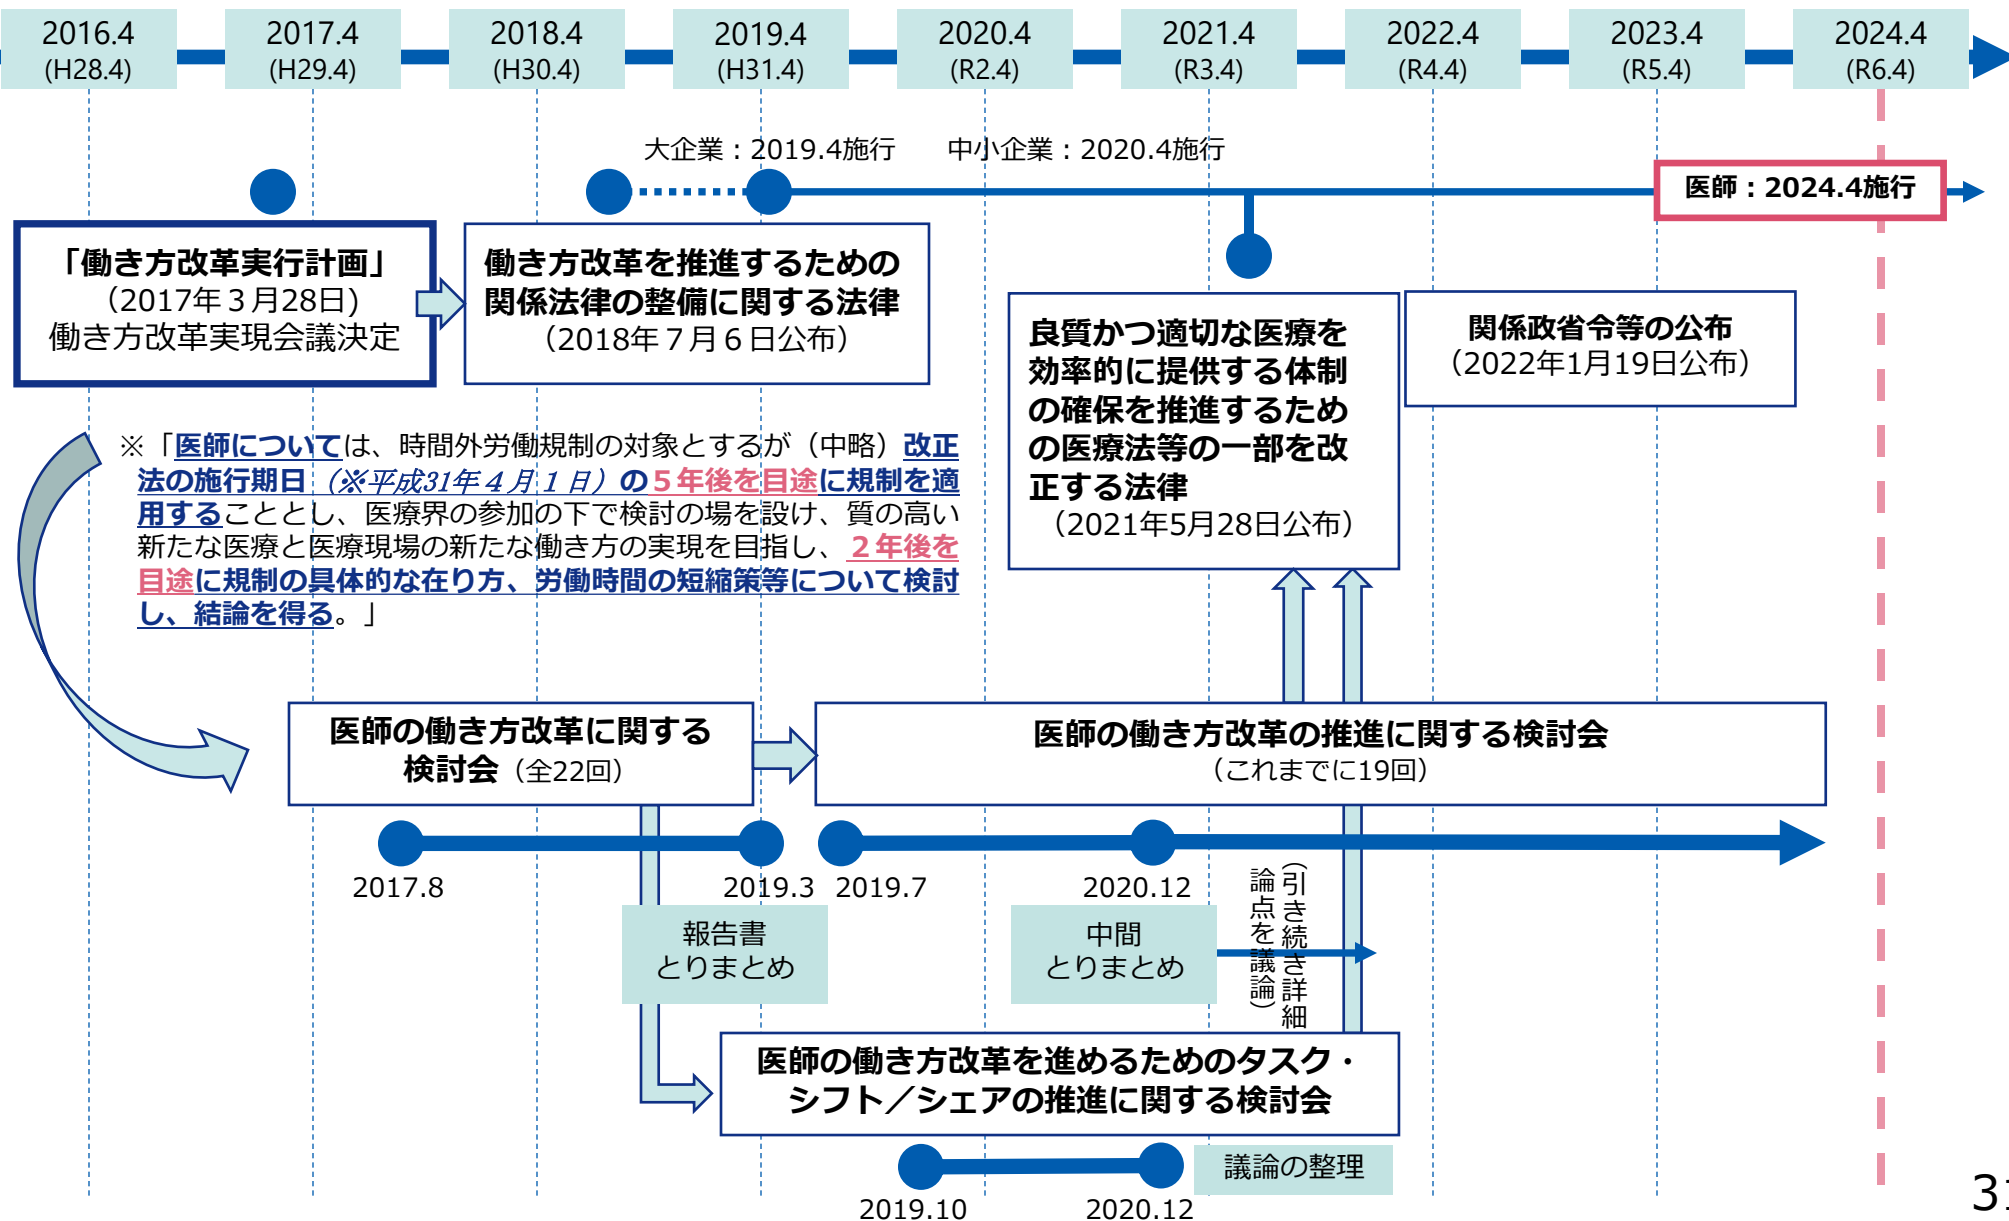 2016.4
(H28.4)
2017.4
(H29.4)
2018.4
(H30.4)
2019.4
(H31.4)
2020.4
(R2.4)
2021.4
(R3.4)
2022.4
(R4.4)
2023.4
(R5.4)
2024.4
(R6.4)
大企業：2019.4施行
中小企業：2020.4施行
医師：2024.4施行
「働き方改革実行計画」
（2017年３月28日)
働き方改革実現会議決定
働き方改革を推進するための
関係法律の整備に関する法律
（2018年７月６日公布）
良質かつ適切な医療を
効率的に提供する体制
の確保を推進するため
の医療法等の一部を改
正する法律
（2021年5月28日公布）
関係政省令等の公布
（2022年1月19日公布）
※「医師については、時間外労働規制の対象とするが（中略）改正
法の施行期日（※平成31年４月１日）の５年後を目途に規制を適
用することとし、医療界の参加の下で検討の場を設け、質の高い
新たな医療と医療現場の新たな働き方の実現を目指し、２年後を
目途に規制の具体的な在り方、労働時間の短縮策等について検討
し、結論を得る。」
医師の働き方改革に関する
検討会（全22回）
医師の働き方改革の推進に関する検討会
（これまでに19回）
2017.8
2019.3
2019.7
2020.12
報告書
とりまとめ
中間
とりまとめ
（引き続き詳細
論点を議論）
医師の働き方改革を進めるためのタスク・
シフト／シェアの推進に関する検討会
議論の整理
2019.10
2020.12